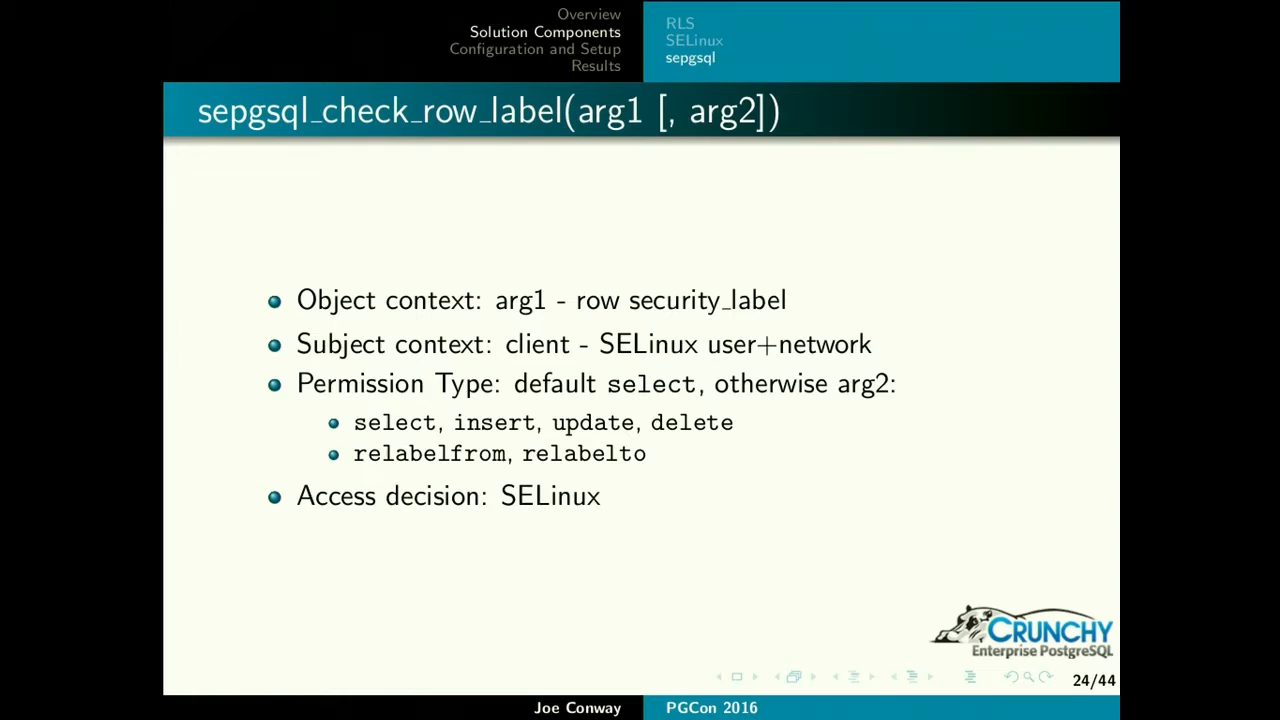 Overview
Solution Components
Configuration and Setup
Results
RLS
SELinux
sepgsql
sepgsql_check_row_label(arg1 [, arg2])
Object context: arg1 - row security_label
Subject context: client - SELinux user+network
Permission Type: default select, otherwise arg2:
select, insert, update, delete
relabelfrom, relabelto
Access decision: SELinux
CRUNCHY
Enterprise PostgreSQL
24/44
Joe Conway
PGCon 2016